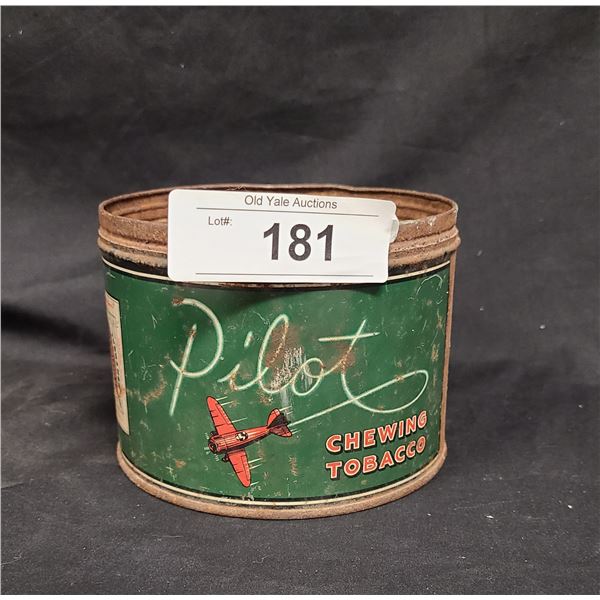 Old Yale Auctions
Lot#:
181
Pilot
CHEWING
TOBACCO